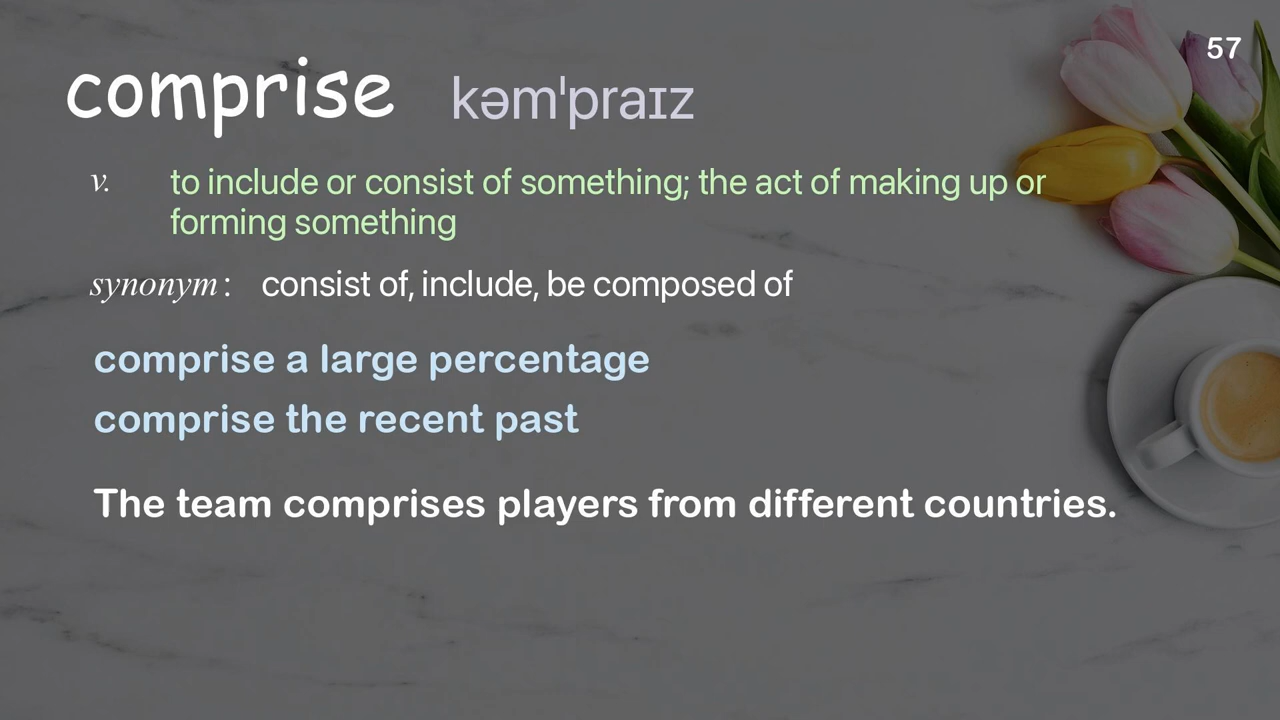 57
comprise kəmˈpraɪz
v. to include or consist of something; the act of making up or
forming something
synonym : consist of, include, be composed of
comprise a large percentage
comprise the recent past
The team comprises players from different countries.